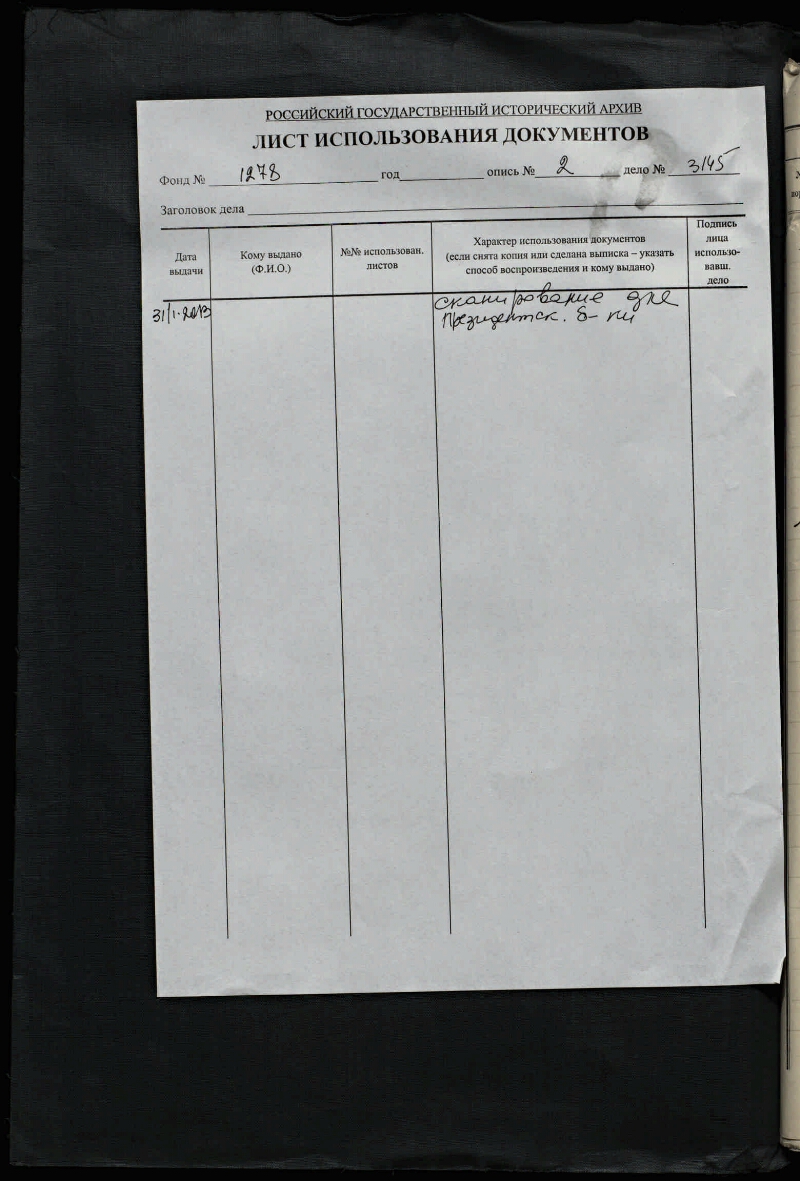 РОССИЙСКИЙ ГОСУДАРСТВЕННЫЙ ИСТОРИЧЕСКИЙ АРХИВ
ЛИСТ ИСПОЛЬЗОВАНИЯ ДОКУМЕНТОВ
Фонд № 1278 год опись № 2 дело № 3145
Заголовок дела
Дата
выдачи
Кому выдано
(Ф.И.О.)
№№ использован.
листов
Характер использования документов
(если снята копия или сделана выписка – указать
способ воспроизведения и кому выдано)
Подпись
лица
использо-
вавш.
дело
31/1-2013
сканирование для
Президентск. б-ки